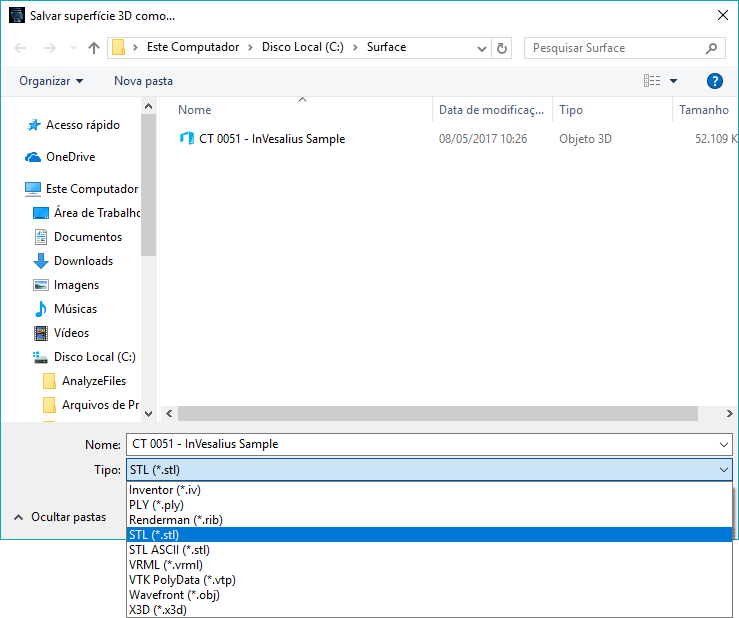 Salvar superfície 3D como...
Este Computador > Disco Local (C:) > Surface
Pesquisar Surface
Organizar
Nova pasta
?
Nome
Data de modificaç...
Tipo
Tamanho
CT 0051 - InVesalius Sample
08/05/2017 10:26
Objeto 3D
52.109 K
Acesso rápido
OneDrive
Este Computador
Área de Trabalho
Documentos
Downloads
Imagens
Músicas
Vídeos
Disco Local (C:)
AnalyzeFiles
Arquivos de Pr
Nome: CT 0051 - InVesalius Sample
Tipo: STL (*.stl)
Inventor (*.iv)
PLY (*.ply)
Renderman (*.rib)
STL (*.stl)
STL ASCII (*.stl)
VRML (*.vrml)
VTK PolyData (*.vtp)
Wavefront (*.obj)
X3D (*.x3d)
Ocultar pastas